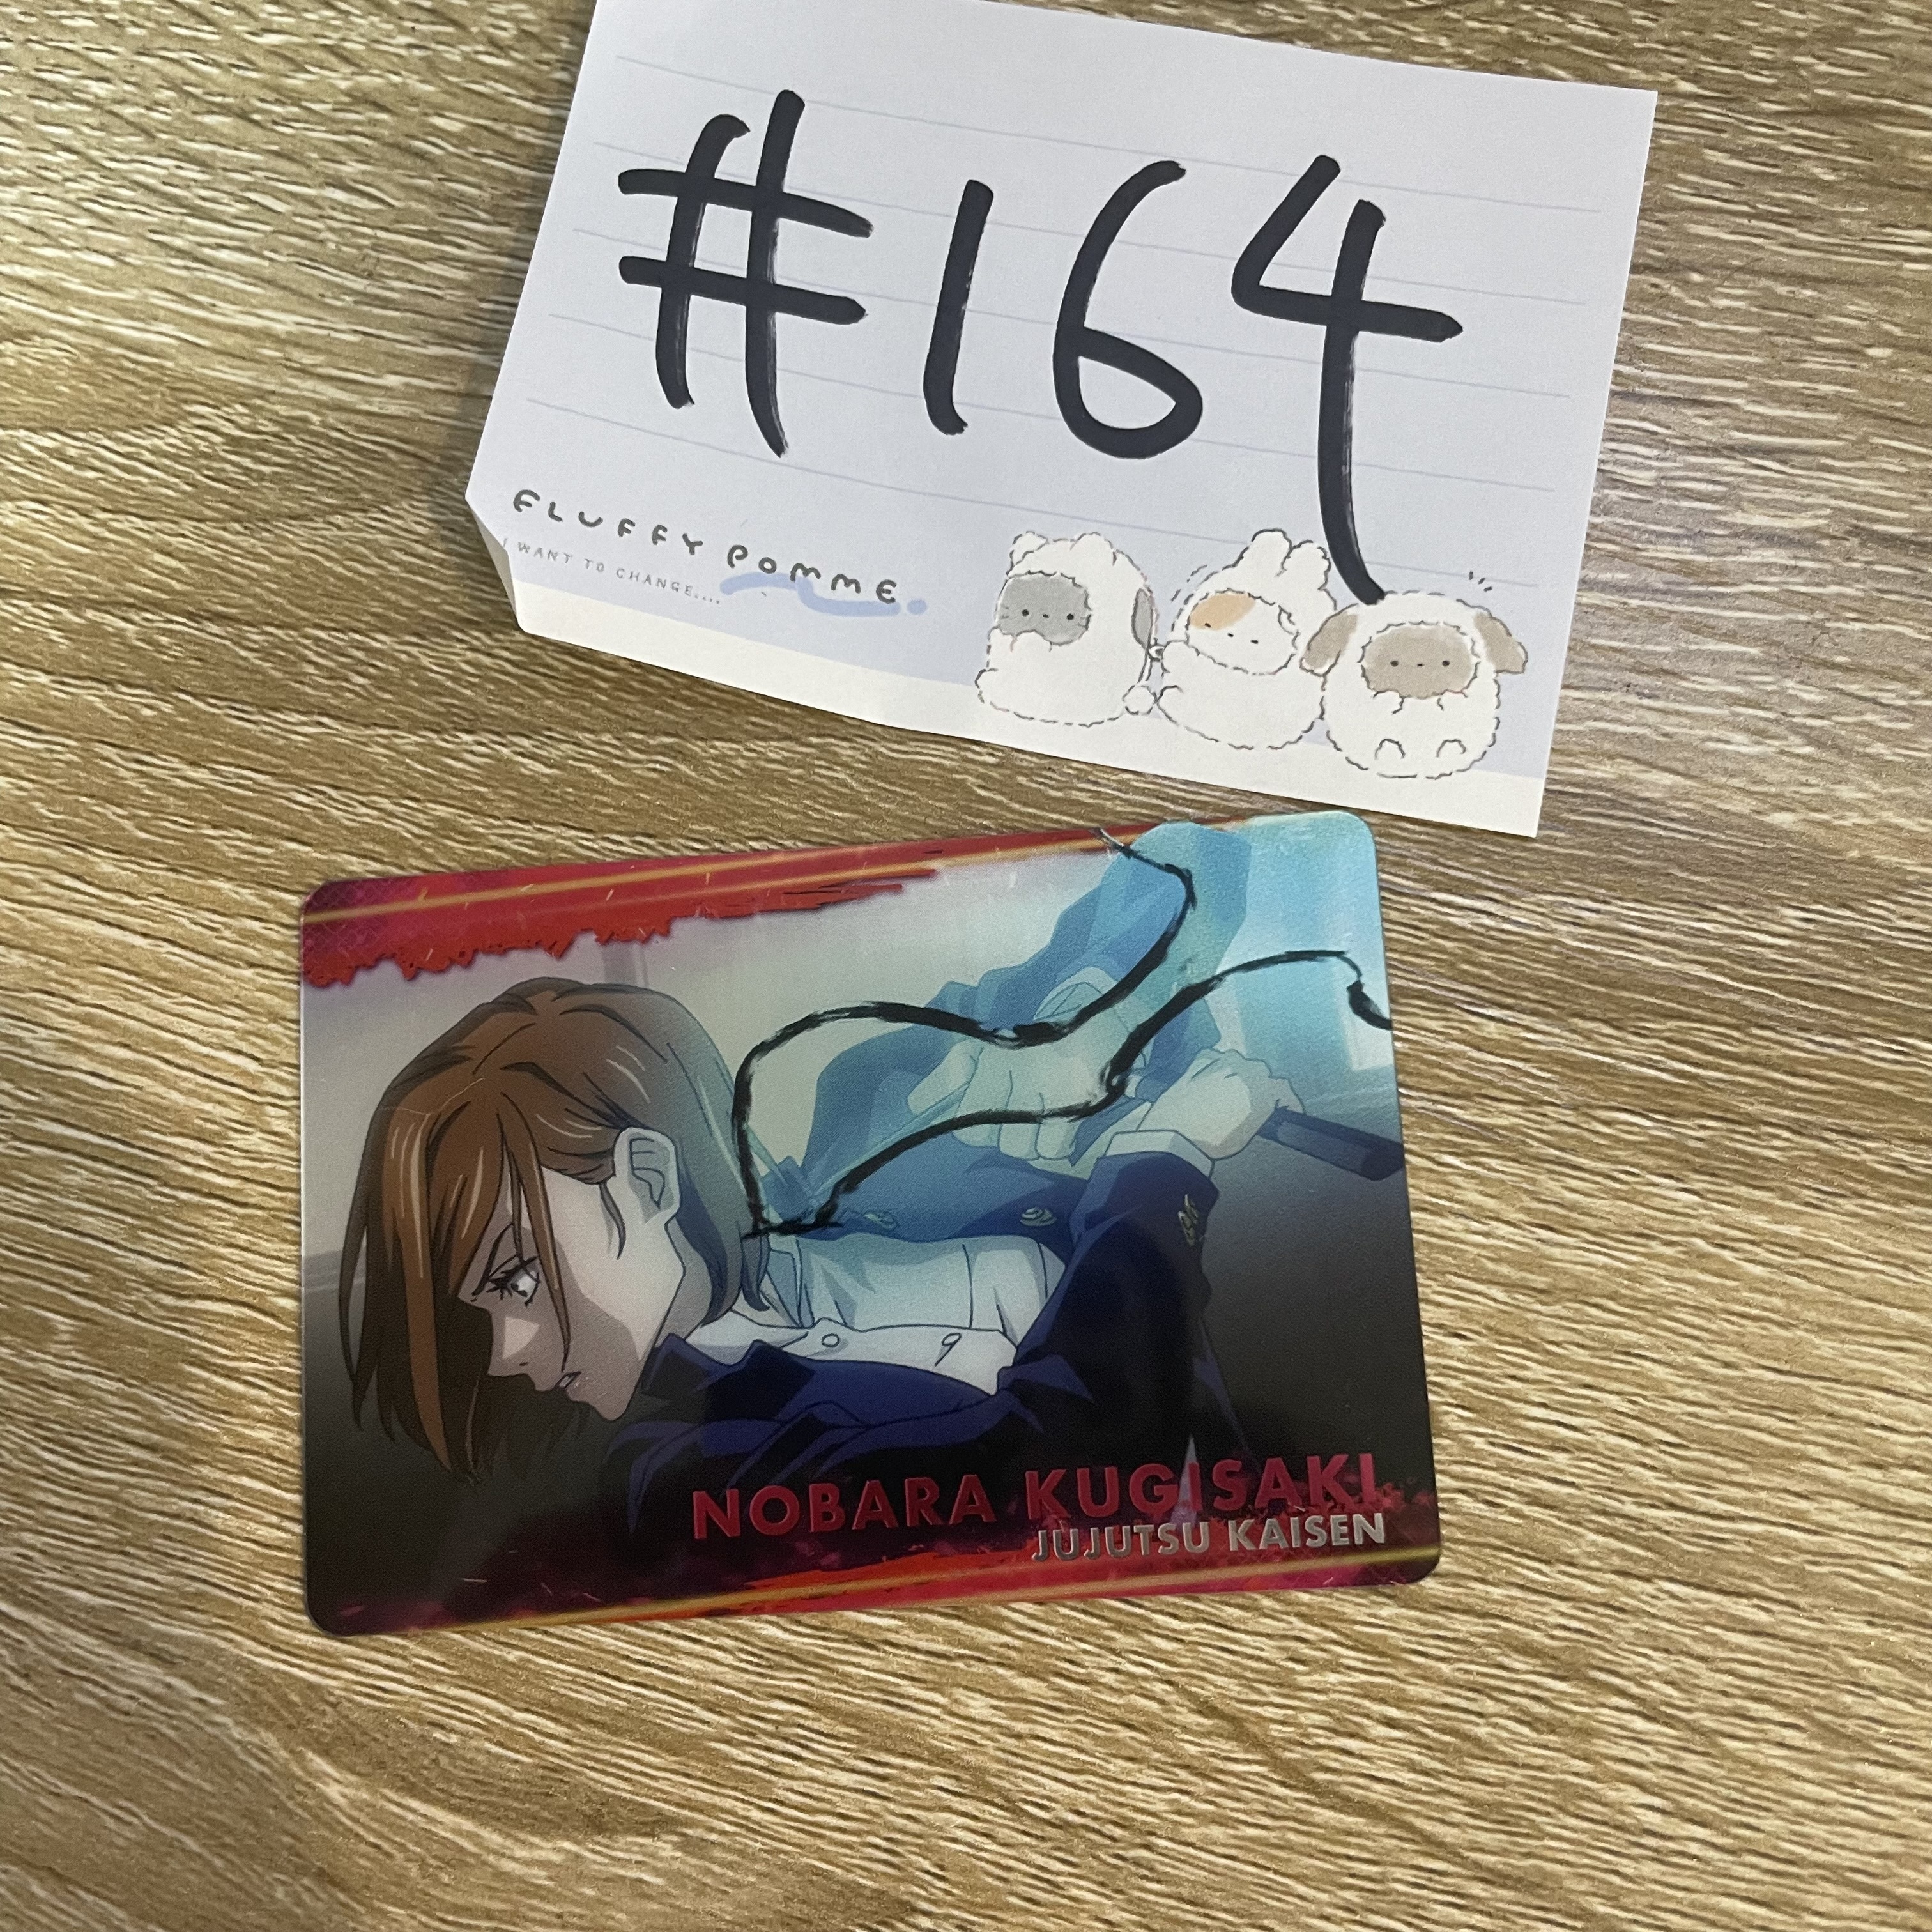 #164
FLUFFY POMME
I WANT TO CHANGE....
NOBARA KUGISAKI
JUJUTSU KAISEN